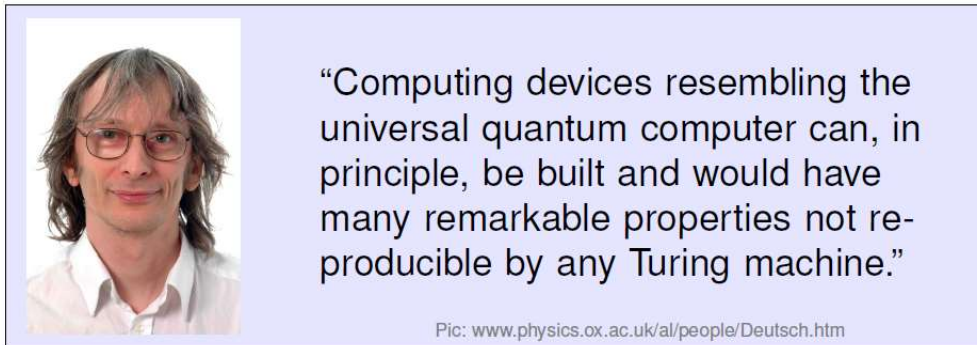 “Computing devices resembling the
universal quantum computer can, in
principle, be built and would have
many remarkable properties not re-
producible by any Turing machine.”
Pic: www.physics.ox.ac.uk/al/people/Deutsch.htm